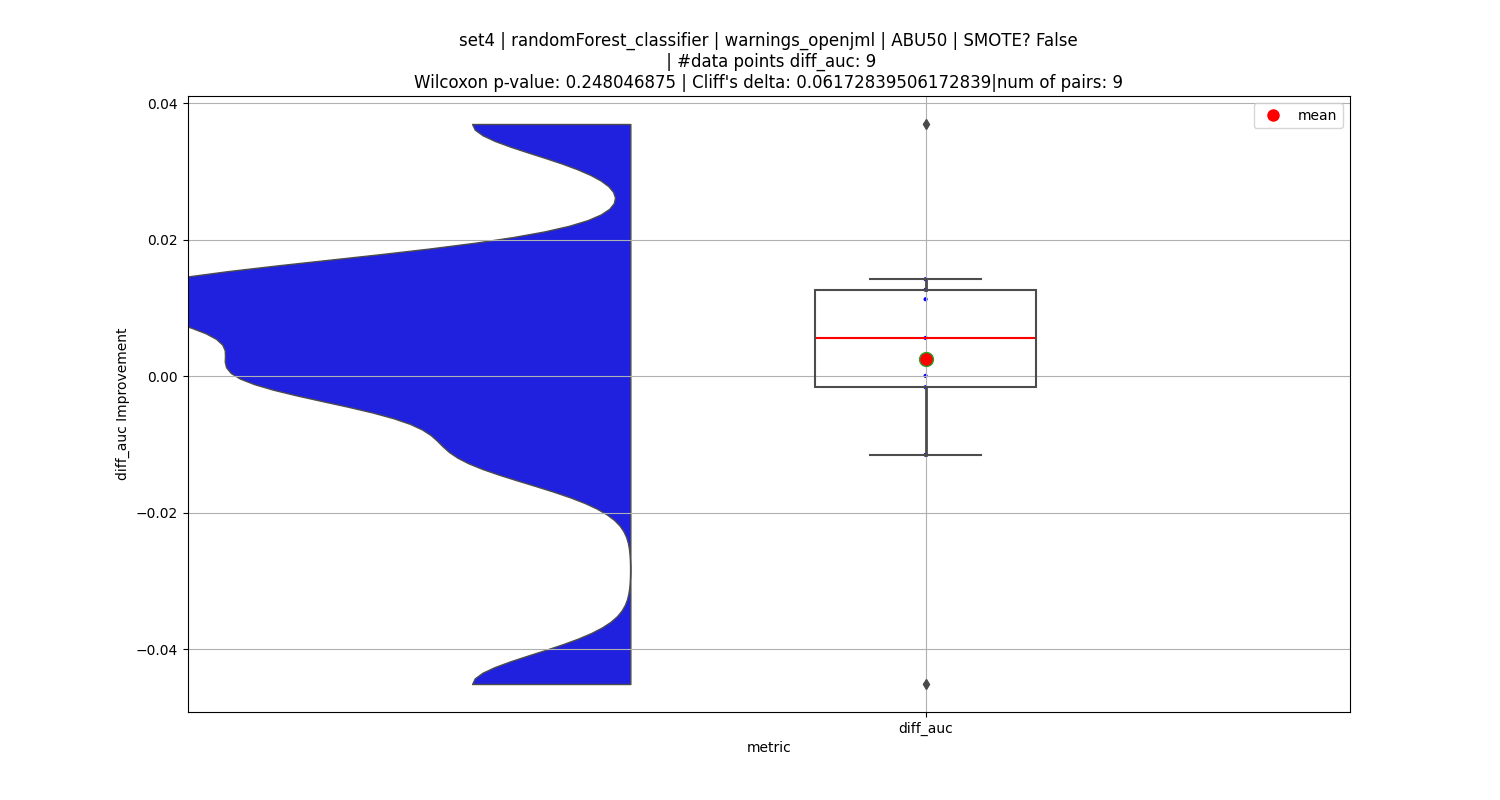 set4 | randomForest_classifier | warnings_openjml | ABU50 | SMOTE? False
| #data points diff_auc: 9
Wilcoxon p-value: 0.248046875 | Cliff's delta: 0.06172839506172839|num of pairs: 9
mean
0.04
0.02
0.00
−0.02
−0.04
diff_auc Improvement
diff_auc
metric